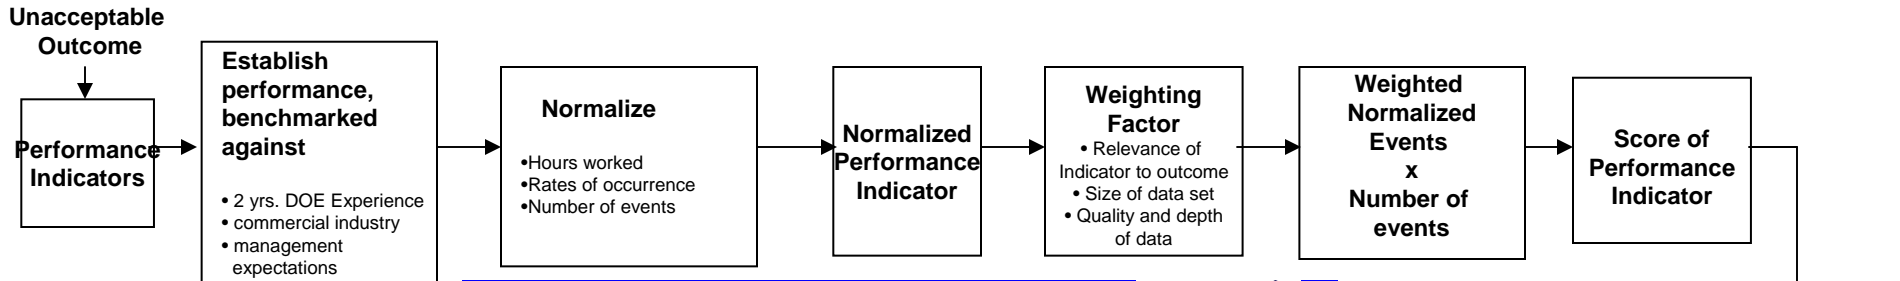 Unacceptable
Outcome
Performance
Indicators
Establish
performance,
benchmarked
against
• 2 yrs. DOE Experience
• commercial industry
• management
expectations
Normalize
•Hours worked
•Rates of occurrence
•Number of events
Normalized
Performance
Indicator
Weighting
Factor
• Relevance of
Indicator to outcome
• Size of data set
• Quality and depth
of data
Weighted
Normalized
Events
x
Number of
events
Score of
Performance
Indicator